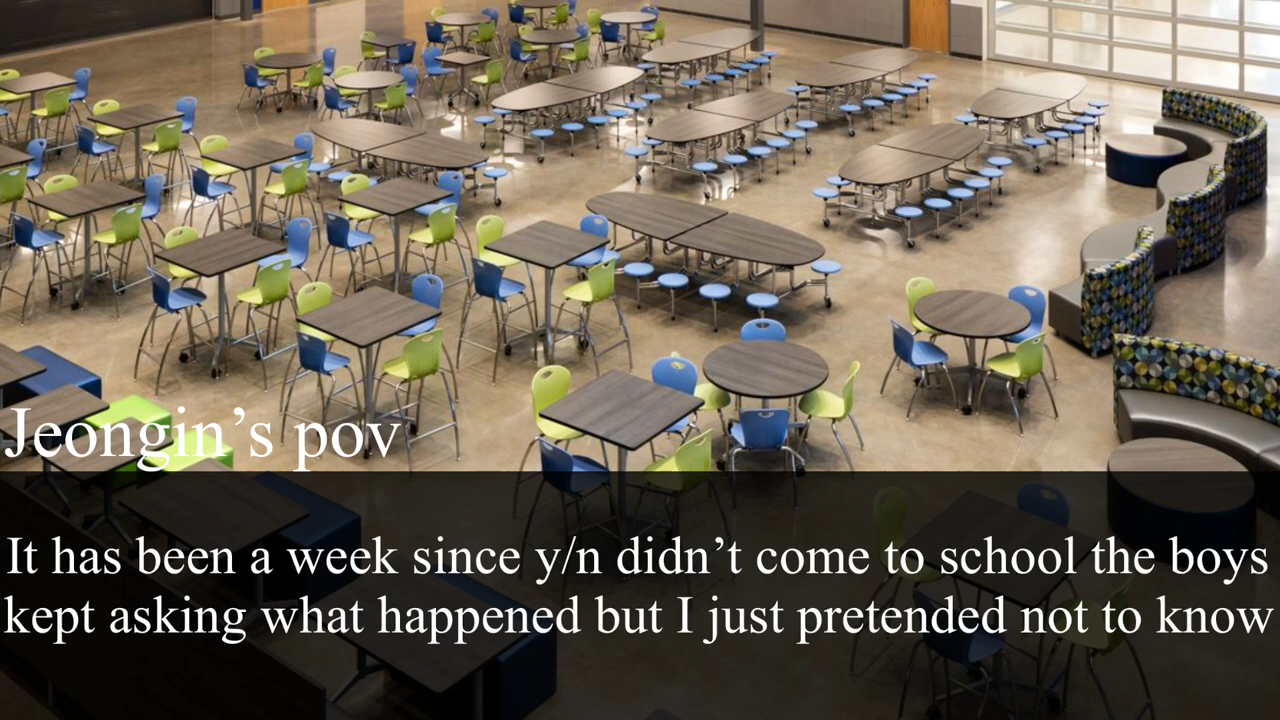 Jeongin’s pov
It has been a week since y/n didn’t come to school the boys
kept asking what happened but I just pretended not to know